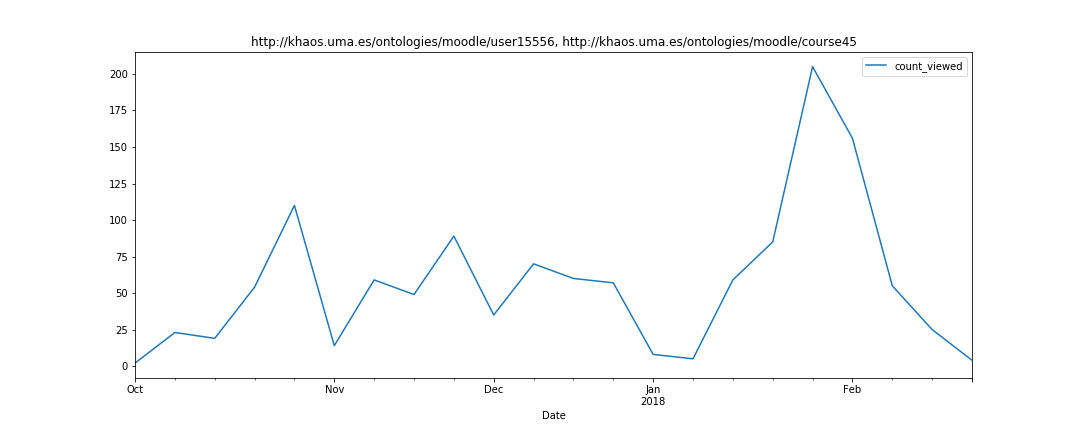 http://khaos.uma.es/ontologies/moodle/user15556, http://khaos.uma.es/ontologies/moodle/course45
count_viewed
200
175
150
125
100
75
50
25
0
Oct Nov Dec Jan Feb
2018
Date